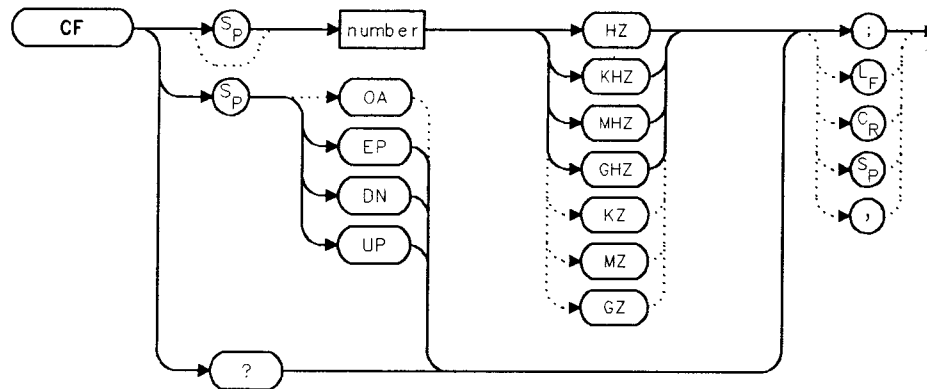 CF SP number HZ ;
KHZ LF
SP OA MHZ CR
EP GHZ SP
DN KZ ,
UP MZ
GZ
?